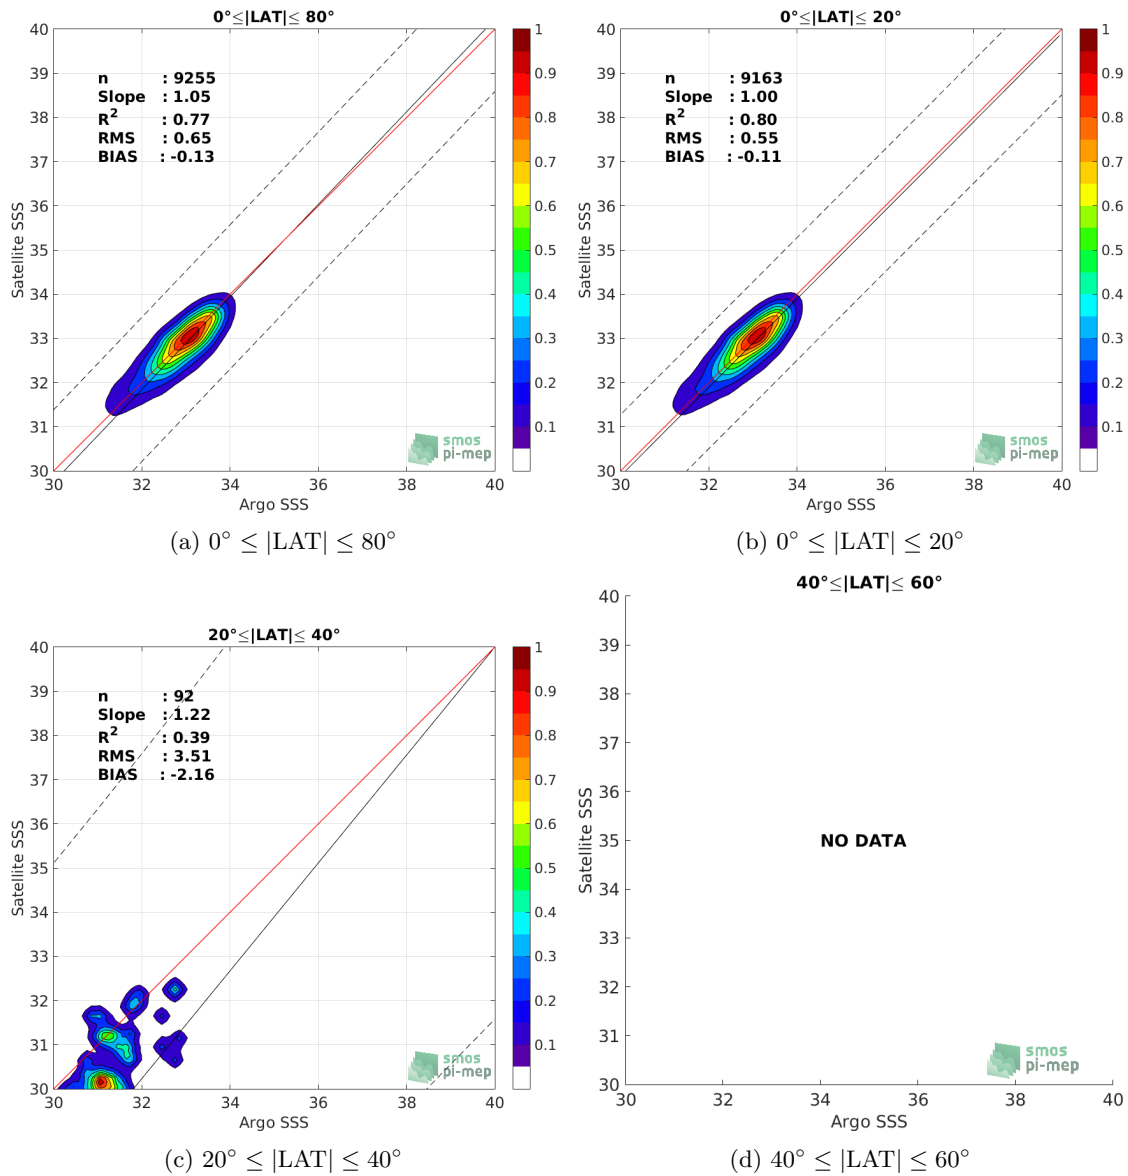 0°≤|LAT|≤ 80°
40
39
38
37
36
35
34
33
32
31
30
Satellite SSS
n : 9255
Slope : 1.05
R² : 0.77
RMS : 0.65
BIAS : -0.13
30 32 34 36 38 40
Argo SSS
1
0.9
0.8
0.7
0.6
0.5
0.4
0.3
0.2
0.1
smos
pi-mep
(a) 0° ≤ |LAT| ≤ 80°
0°≤|LAT|≤ 20°
40
39
38
37
36
35
34
33
32
31
30
Satellite SSS
n : 9163
Slope : 1.00
R² : 0.80
RMS : 0.55
BIAS : -0.11
30 32 34 36 38 40
Argo SSS
1
0.9
0.8
0.7
0.6
0.5
0.4
0.3
0.2
0.1
smos
pi-mep
(b) 0° ≤ |LAT| ≤ 20°
20°≤|LAT|≤ 40°
40
39
38
37
36
35
34
33
32
31
30
Satellite SSS
n : 92
Slope : 1.22
R² : 0.39
RMS : 3.51
BIAS : -2.16
30 32 34 36 38 40
Argo SSS
1
0.9
0.8
0.7
0.6
0.5
0.4
0.3
0.2
0.1
smos
pi-mep
(c) 20° ≤ |LAT| ≤ 40°
40°≤|LAT|≤ 60°
40
39
38
37
36
35
34
33
32
31
30
Satellite SSS
NO DATA
30 32 34 36 38 40
Argo SSS
smos
pi-mep
(d) 40° ≤ |LAT| ≤ 60°